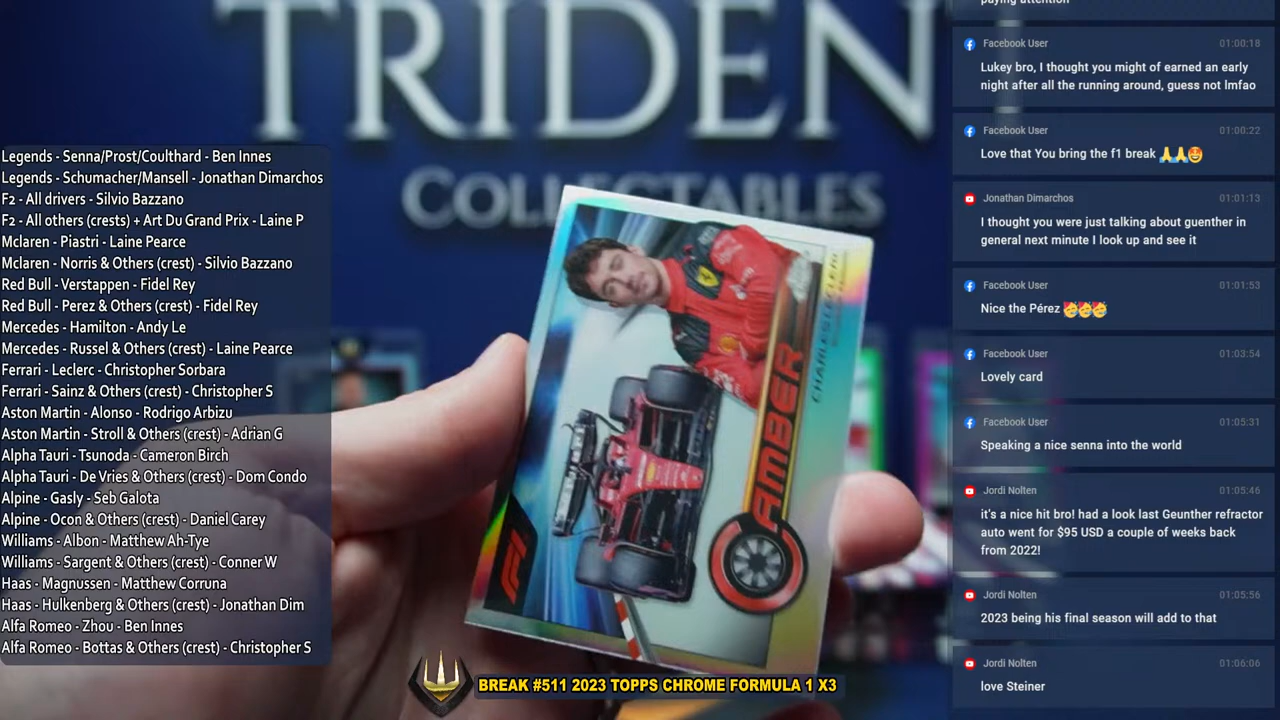 TRIDEN
COLLECTABLES
Legends - Senna/Prost/Coulthard - Ben Innes
Legends - Schumacher/Mansell - Jonathan Dimarchos
F2 - All drivers - Silvio Bazzano
F2 - All others (crests) + Art Du Grand Prix - Laine P
Mclaren - Piastri - Laine Pearce
Mclaren - Norris & Others (crest) - Silvio Bazzano
Red Bull - Verstappen - Fidel Rey
Red Bull - Perez & Others (crest) - Fidel Rey
Mercedes - Hamilton - Andy Le
Mercedes - Russel & Others (crest) - Laine Pearce
Ferrari - Leclerc - Christopher Sorbara
Ferrari - Sainz & Others (crest) - Christopher S
Aston Martin - Alonso - Rodrigo Arbizu
Aston Martin - Stroll & Others (crest) - Adrian G
Alpha Tauri - Tsunoda - Cameron Birch
Alpha Tauri - De Vries & Others (crest) - Dom Condo
Alpine - Gasly - Seb Galota
Alpine - Ocon & Others (crest) - Daniel Carey
Williams - Albon - Matthew Ah-Tye
Williams - Sargent & Others (crest) - Conner W
Haas - Magnussen - Matthew Corruna
Haas - Hulkenberg & Others (crest) - Jonathan Dim
Alfa Romeo - Zhou - Ben Innes
Alfa Romeo - Bottas & Others (crest) - Christopher S
CHARLES LECLERC
CAMBER
F1
BREAK #511 2023 TOPPS CHROME FORMULA 1 X3
paying attention
Facebook User 01:00:18
Lukey bro, I thought you might of earned an early
night after all the running around, guess not lmfao
Facebook User 01:00:22
Love that You bring the f1 break 🙏🙏🤩
Jonathan Dimarchos 01:01:13
I thought you were just talking about guenther in
general next minute I look up and see it
Facebook User 01:01:53
Nice the Pérez 🥳🥳🥳
Facebook User 01:03:54
Lovely card
Facebook User 01:05:31
Speaking a nice senna into the world
Jordi Nolten 01:05:46
it's a nice hit bro! had a look last Geunther refractor
auto went for $95 USD a couple of weeks back
from 2022!
Jordi Nolten 01:05:56
2023 being his final season will add to that
Jordi Nolten 01:06:06
love Steiner